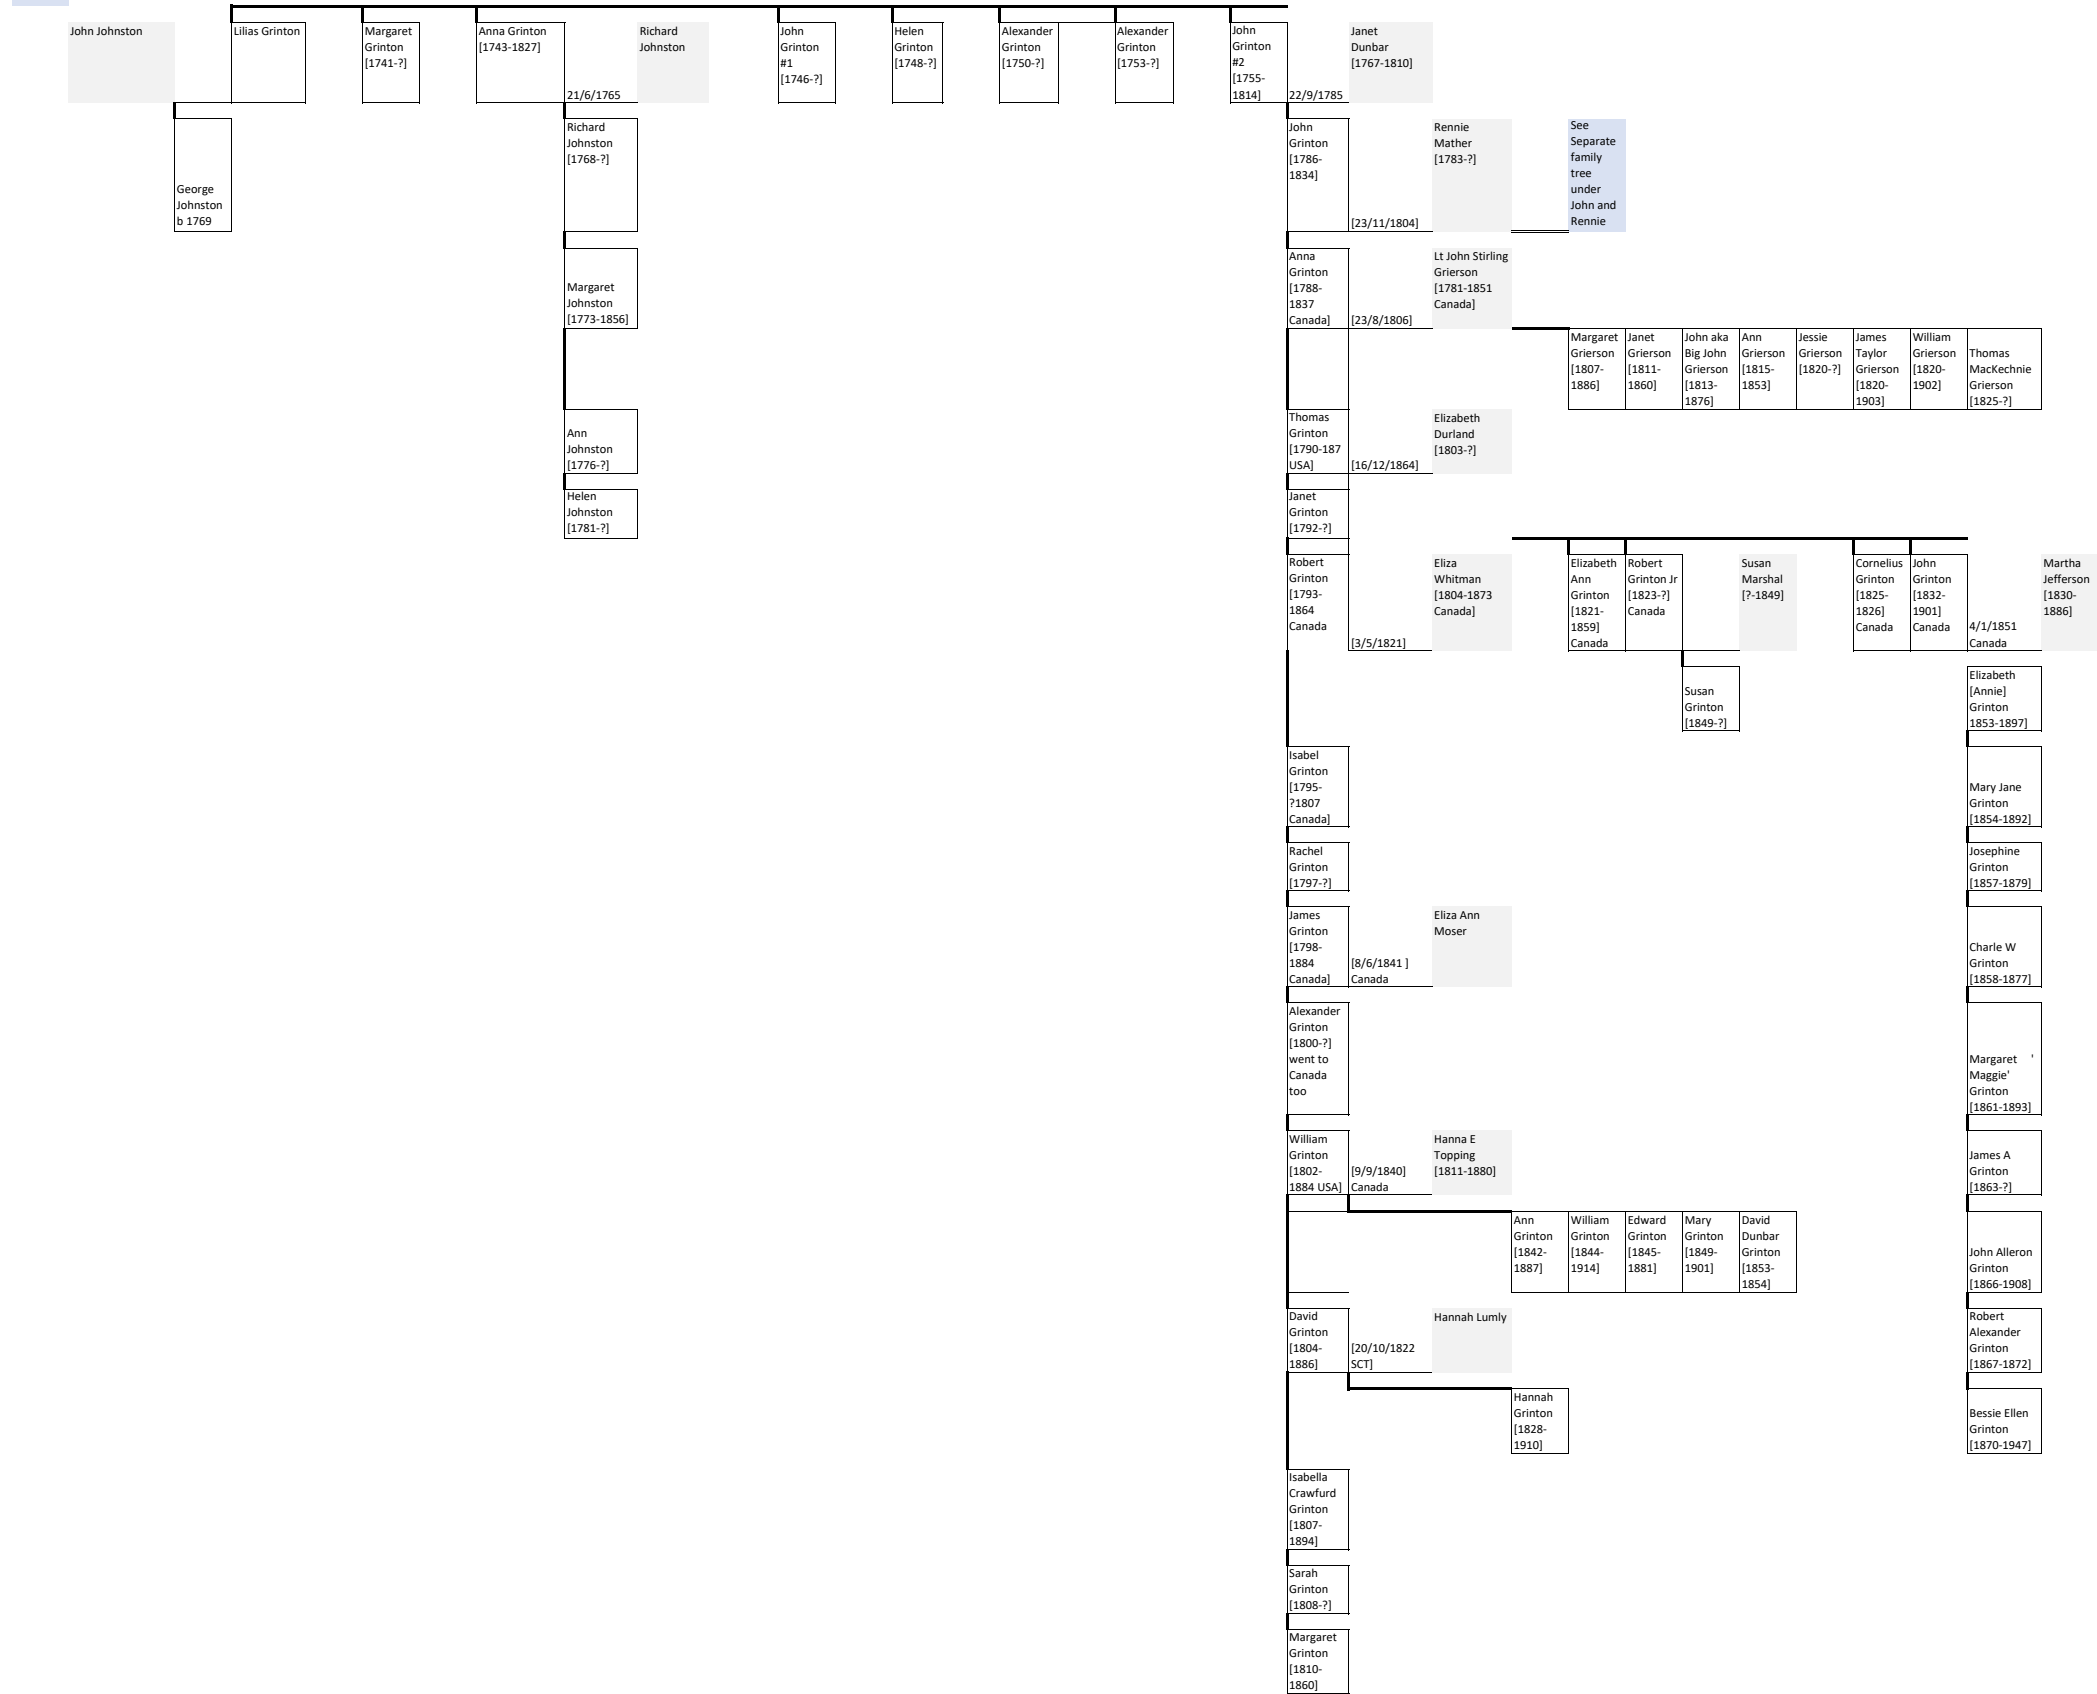 John Johnston
Lilias Grinton
Margaret
Grinton
[1741-?]
Anna Grinton
[1743-1827]
21/6/1765
Richard
Johnston
John
Grinton
#1
[1746-?]
Helen
Grinton
[1748-?]
Alexander
Grinton
[1750-?]
Alexander
Grinton
[1753-?]
John
Grinton
#2
[1755-
1814]
22/9/1785
Janet
Dunbar
[1767-1810]
George
Johnston
b 1769
Richard
Johnston
[1768-?]
John
Grinton
[1786-
1834]
[23/11/1804]
Rennie
Mather
[1783-?]
See
Separate
family
tree
under
John and
Rennie
Margaret
Johnston
[1773-1856]
Anna
Grinton
[1788-
1837
Canada]
[23/8/1806]
Lt John Stirling
Grierson
[1781-1851
Canada]
Margaret
Grierson
[1807-
1886]
Janet
Grierson
[1811-
1860]
John aka
Big John
Grierson
[1813-
1876]
Ann
Grierson
[1815-
1853]
Jessie
Grierson
[1820-?]
James
Taylor
Grierson
[1820-
1903]
William
Grierson
[1820-
1902]
Thomas
MacKechnie
Grierson
[1825-?]
Ann
Johnston
[1776-?]
Thomas
Grinton
[1790-187
USA]
[16/12/1864]
Elizabeth
Durland
[1803-?]
Helen
Johnston
[1781-?]
Janet
Grinton
[1792-?]
Robert
Grinton
[1793-
1864
Canada
[3/5/1821]
Eliza
Whitman
[1804-1873
Canada]
Elizabeth
Ann
Grinton
[1821-
1859]
Canada
Robert
Grinton Jr
[1823-?]
Canada
Susan
Marshal
[?-1849]
Cornelius
Grinton
[1825-
1826]
Canada
John
Grinton
[1832-
1901]
Canada
4/1/1851
Canada
Martha
Jefferson
[1830-
1886]
Susan
Grinton
[1849-?]
Elizabeth
[Annie]
Grinton
1853-1897]
Isabel
Grinton
[1795-
?1807
Canada]
Mary Jane
Grinton
[1854-1892]
Rachel
Grinton
[1797-?]
Josephine
Grinton
[1857-1879]
James
Grinton
[1798-
1884
Canada]
[8/6/1841 ]
Canada
Eliza Ann
Moser
Charle W
Grinton
[1858-1877]
Alexander
Grinton
[1800-?]
went to
Canada
too
Margaret '
Maggie'
Grinton
[1861-1893]
William
Grinton
[1802-
1884 USA]
[9/9/1840]
Canada
Hanna E
Topping
[1811-1880]
James A
Grinton
[1863-?]
Ann
Grinton
[1842-
1887]
William
Grinton
[1844-
1914]
Edward
Grinton
[1845-
1881]
Mary
Grinton
[1849-
1901]
David
Dunbar
Grinton
[1853-
1854]
John Alleron
Grinton
[1866-1908]
David
Grinton
[1804-
1886]
[20/10/1822
SCT]
Hannah Lumly
Robert
Alexander
Grinton
[1867-1872]
Hannah
Grinton
[1828-
1910]
Bessie Ellen
Grinton
[1870-1947]
Isabella
Crawfurd
Grinton
[1807-
1894]
Sarah
Grinton
[1808-?]
Margaret
Grinton
[1810-
1860]